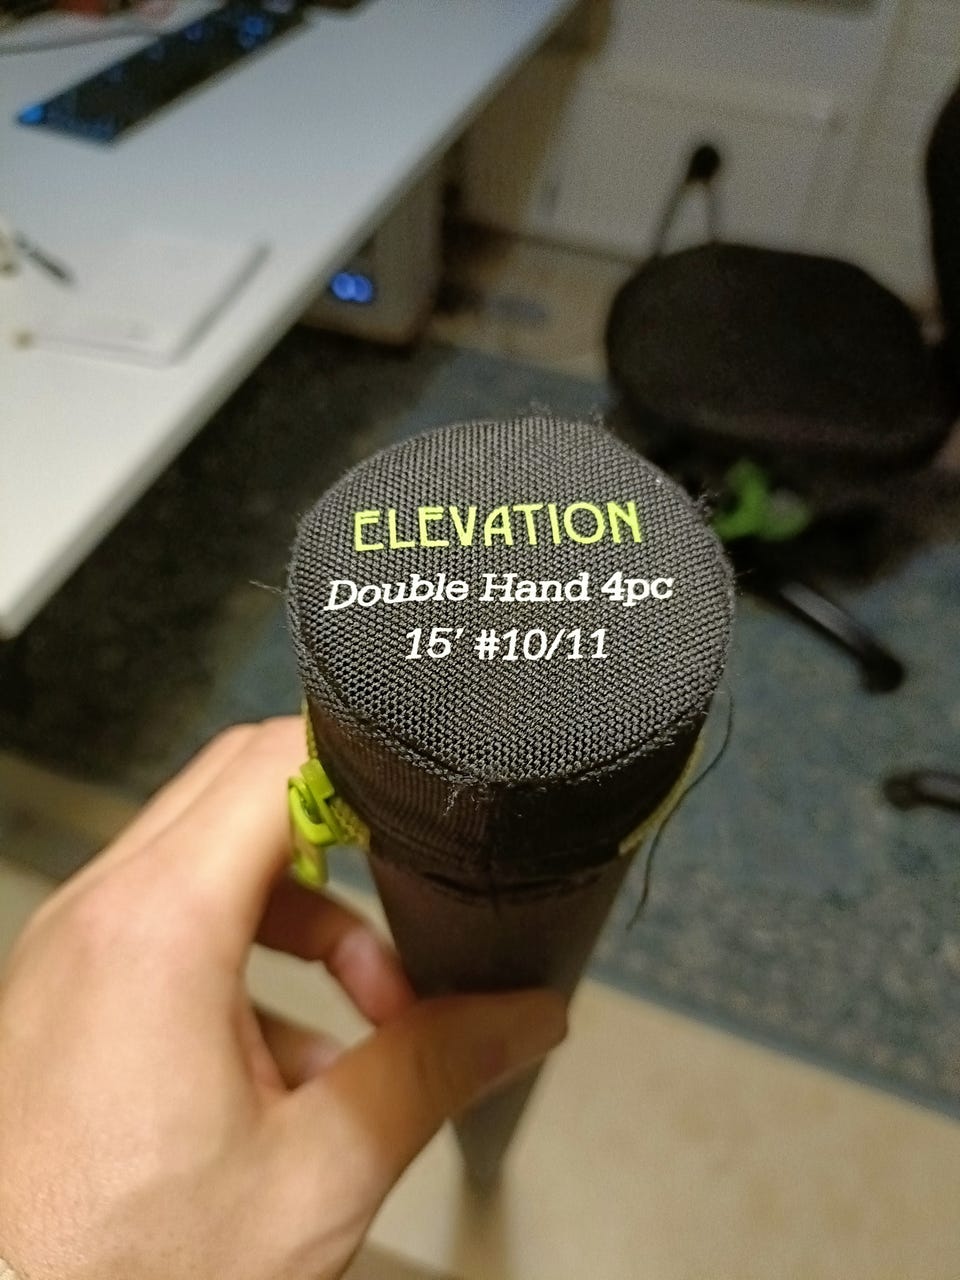 ELEVATION
Double Hand 4pc
15' #10/11